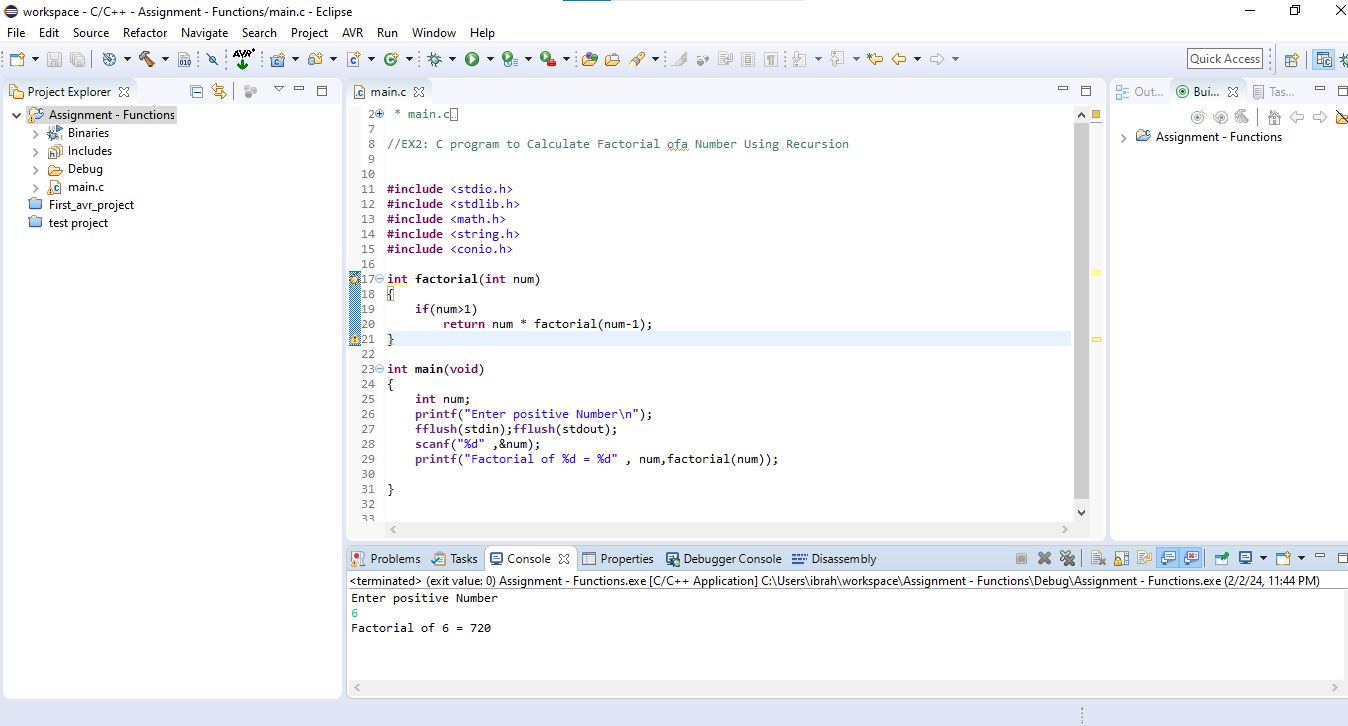 workspace - C/C++ - Assignment - Functions/main.c - Eclipse
File Edit Source Refactor Navigate Search Project AVR Run Window Help
AVR
Quick Access
Project Explorer
Assignment - Functions
Binaries
Includes
Debug
main.c
First_avr_project
test project
main.c
2 * main.c
7
8 //EX2: C program to Calculate Factorial ofa Number Using Recursion
9
10
11 #include <stdio.h>
12 #include <stdlib.h>
13 #include <math.h>
14 #include <string.h>
15 #include <conio.h>
16
17 int factorial(int num)
18 {
19 if(num>1)
20 return num * factorial(num-1);
21 }
22
23 int main(void)
24 {
25 int num;
26 printf("Enter positive Number\n");
27 fflush(stdin);fflush(stdout);
28 scanf("%d" ,&num);
29 printf("Factorial of %d = %d" , num,factorial(num));
30
31 }
32
33
Out... Bui... Tas...
Assignment - Functions
Problems Tasks Console Properties Debugger Console Disassembly
<terminated> (exit value: 0) Assignment - Functions.exe [C/C++ Application] C:\Users\ibrah\workspace\Assignment - Functions\Debug\Assignment - Functions.exe (2/2/24, 11:44 PM)
Enter positive Number
6
Factorial of 6 = 720